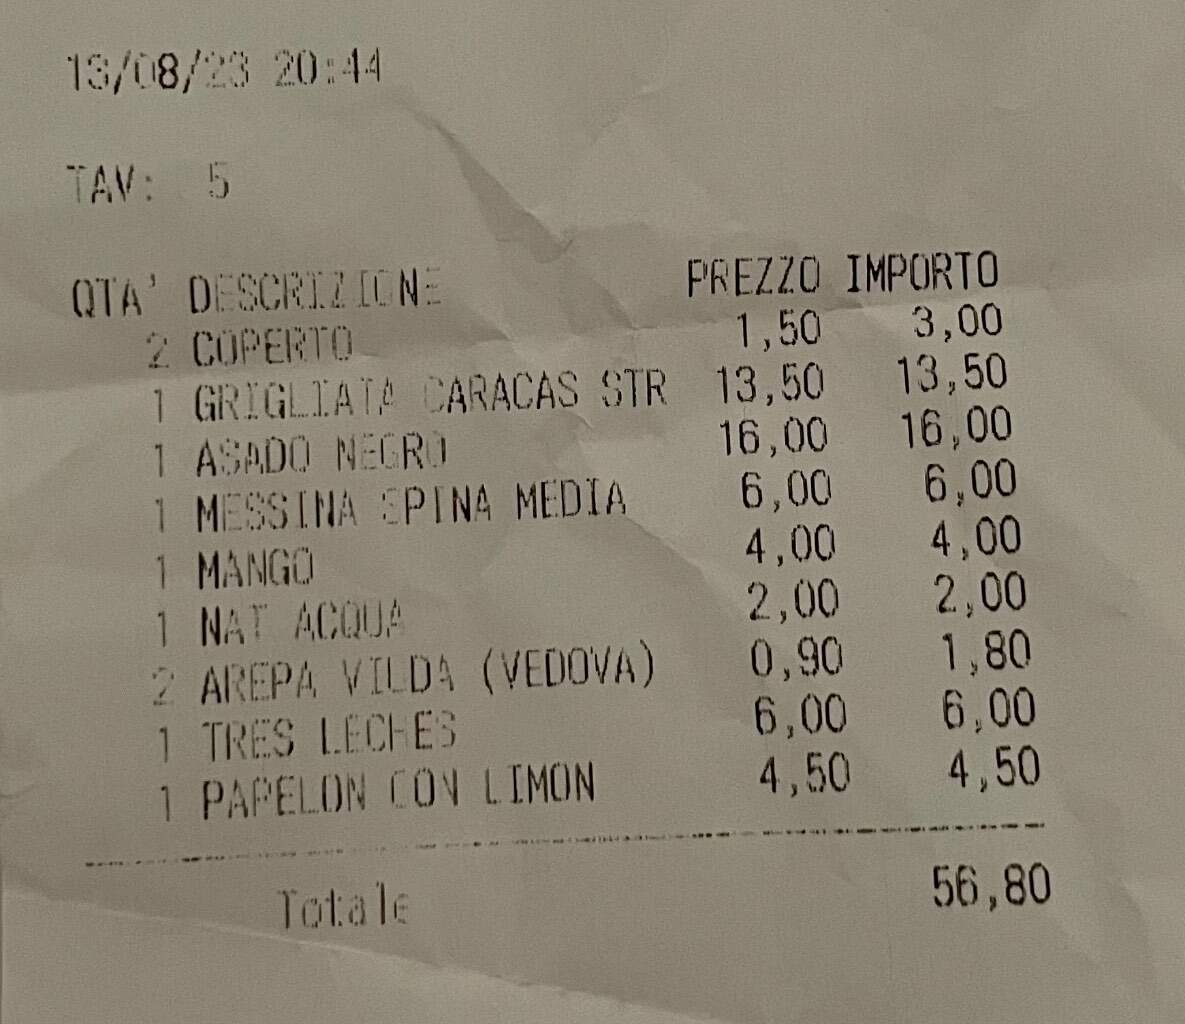 13/08/23 20:44
TAV: 5
QTA' DESCRIZIONE PREZZO IMPORTO
2 COPERTO 1,50 3,00
1 GRIGLIATA CARACAS STR 13,50 13,50
1 ASADO NEGRO 16,00 16,00
1 MESSINA SPINA MEDIA 6,00 6,00
1 MANGO 4,00 4,00
1 NAT ACQUA 2,00 2,00
2 AREPA VILDA (VEDOVA) 0,90 1,80
1 TRES LECHES 6,00 6,00
1 PAPELON CON LIMON 4,50 4,50
Totale 56,80